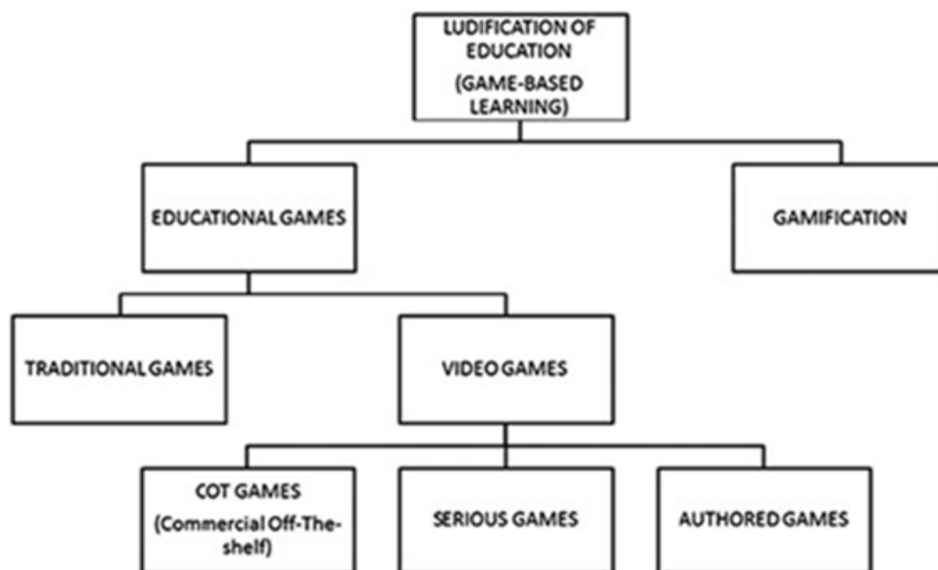 LUDIFICATION OF
EDUCATION
(GAME-BASED
LEARNING)
EDUCATIONAL GAMES
GAMIFICATION
TRADITIONAL GAMES
VIDEO GAMES
COT GAMES
(Commercial Off-The-
shelf)
SERIOUS GAMES
AUTHORED GAMES